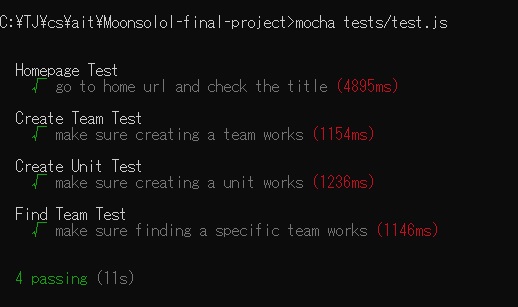 C:¥TJ¥cs¥ait¥Moonsolol-final-project>mocha tests/test.js
Homepage Test
√ go to home url and check the title (4895ms)
Create Team Test
√ make sure creating a team works (1154ms)
Create Unit Test
√ make sure creating a unit works (1236ms)
Find Team Test
√ make sure finding a specific team works (1146ms)
4 passing (11s)